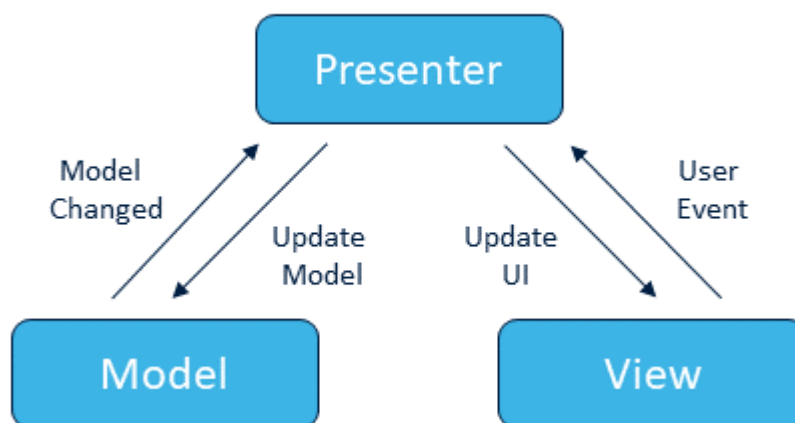 Presenter
Model
Changed
Update
Model
Update
UI
User
Event
Model
View